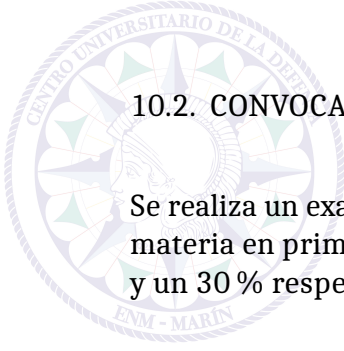 CENTRO UNIVERSITARIO DE LA DEFE
10.2. CONVOCA
Se realiza un exa
materia en prim
y un 30 % respe
ENM - MARÍN